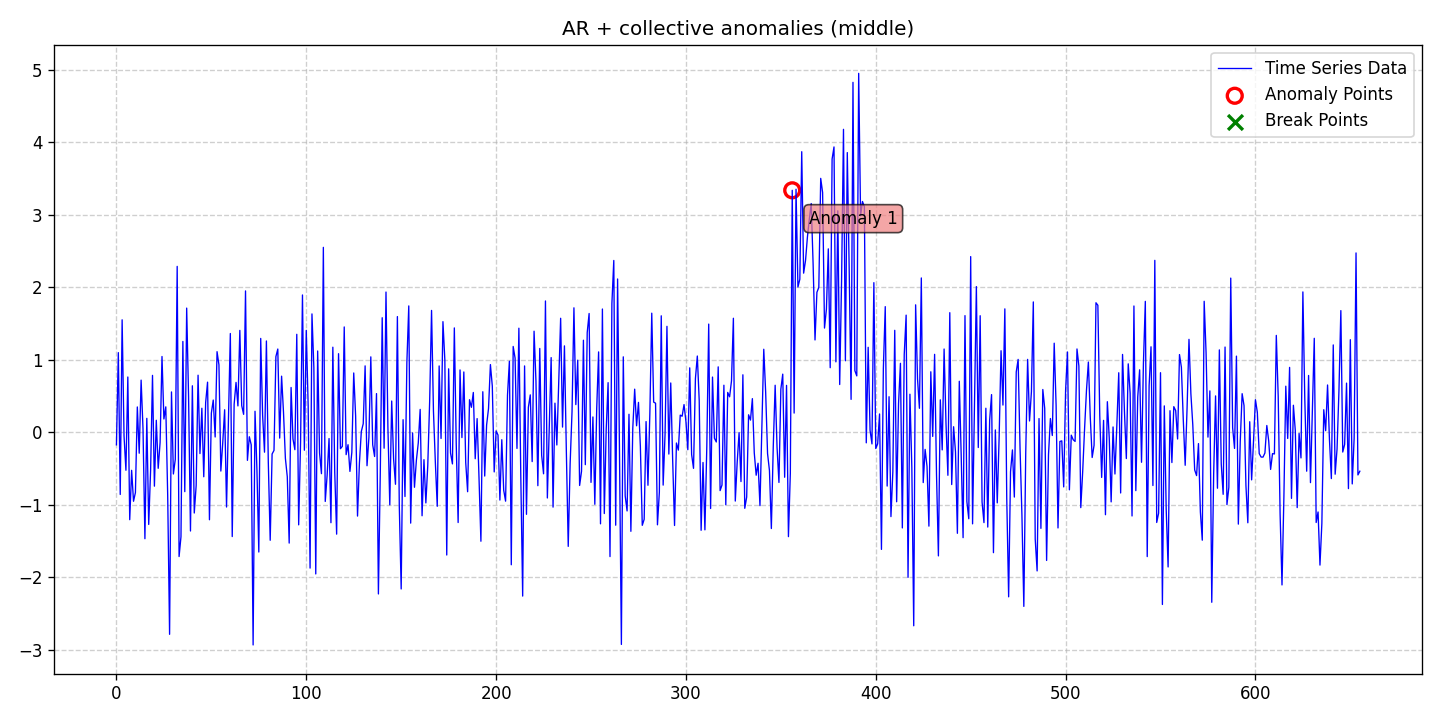 AR + collective anomalies (middle)
Time Series Data
Anomaly Points
Break Points
Anomaly 1
5
4
3
2
1
0
−1
−2
−3
0 100 200 300 400 500 600